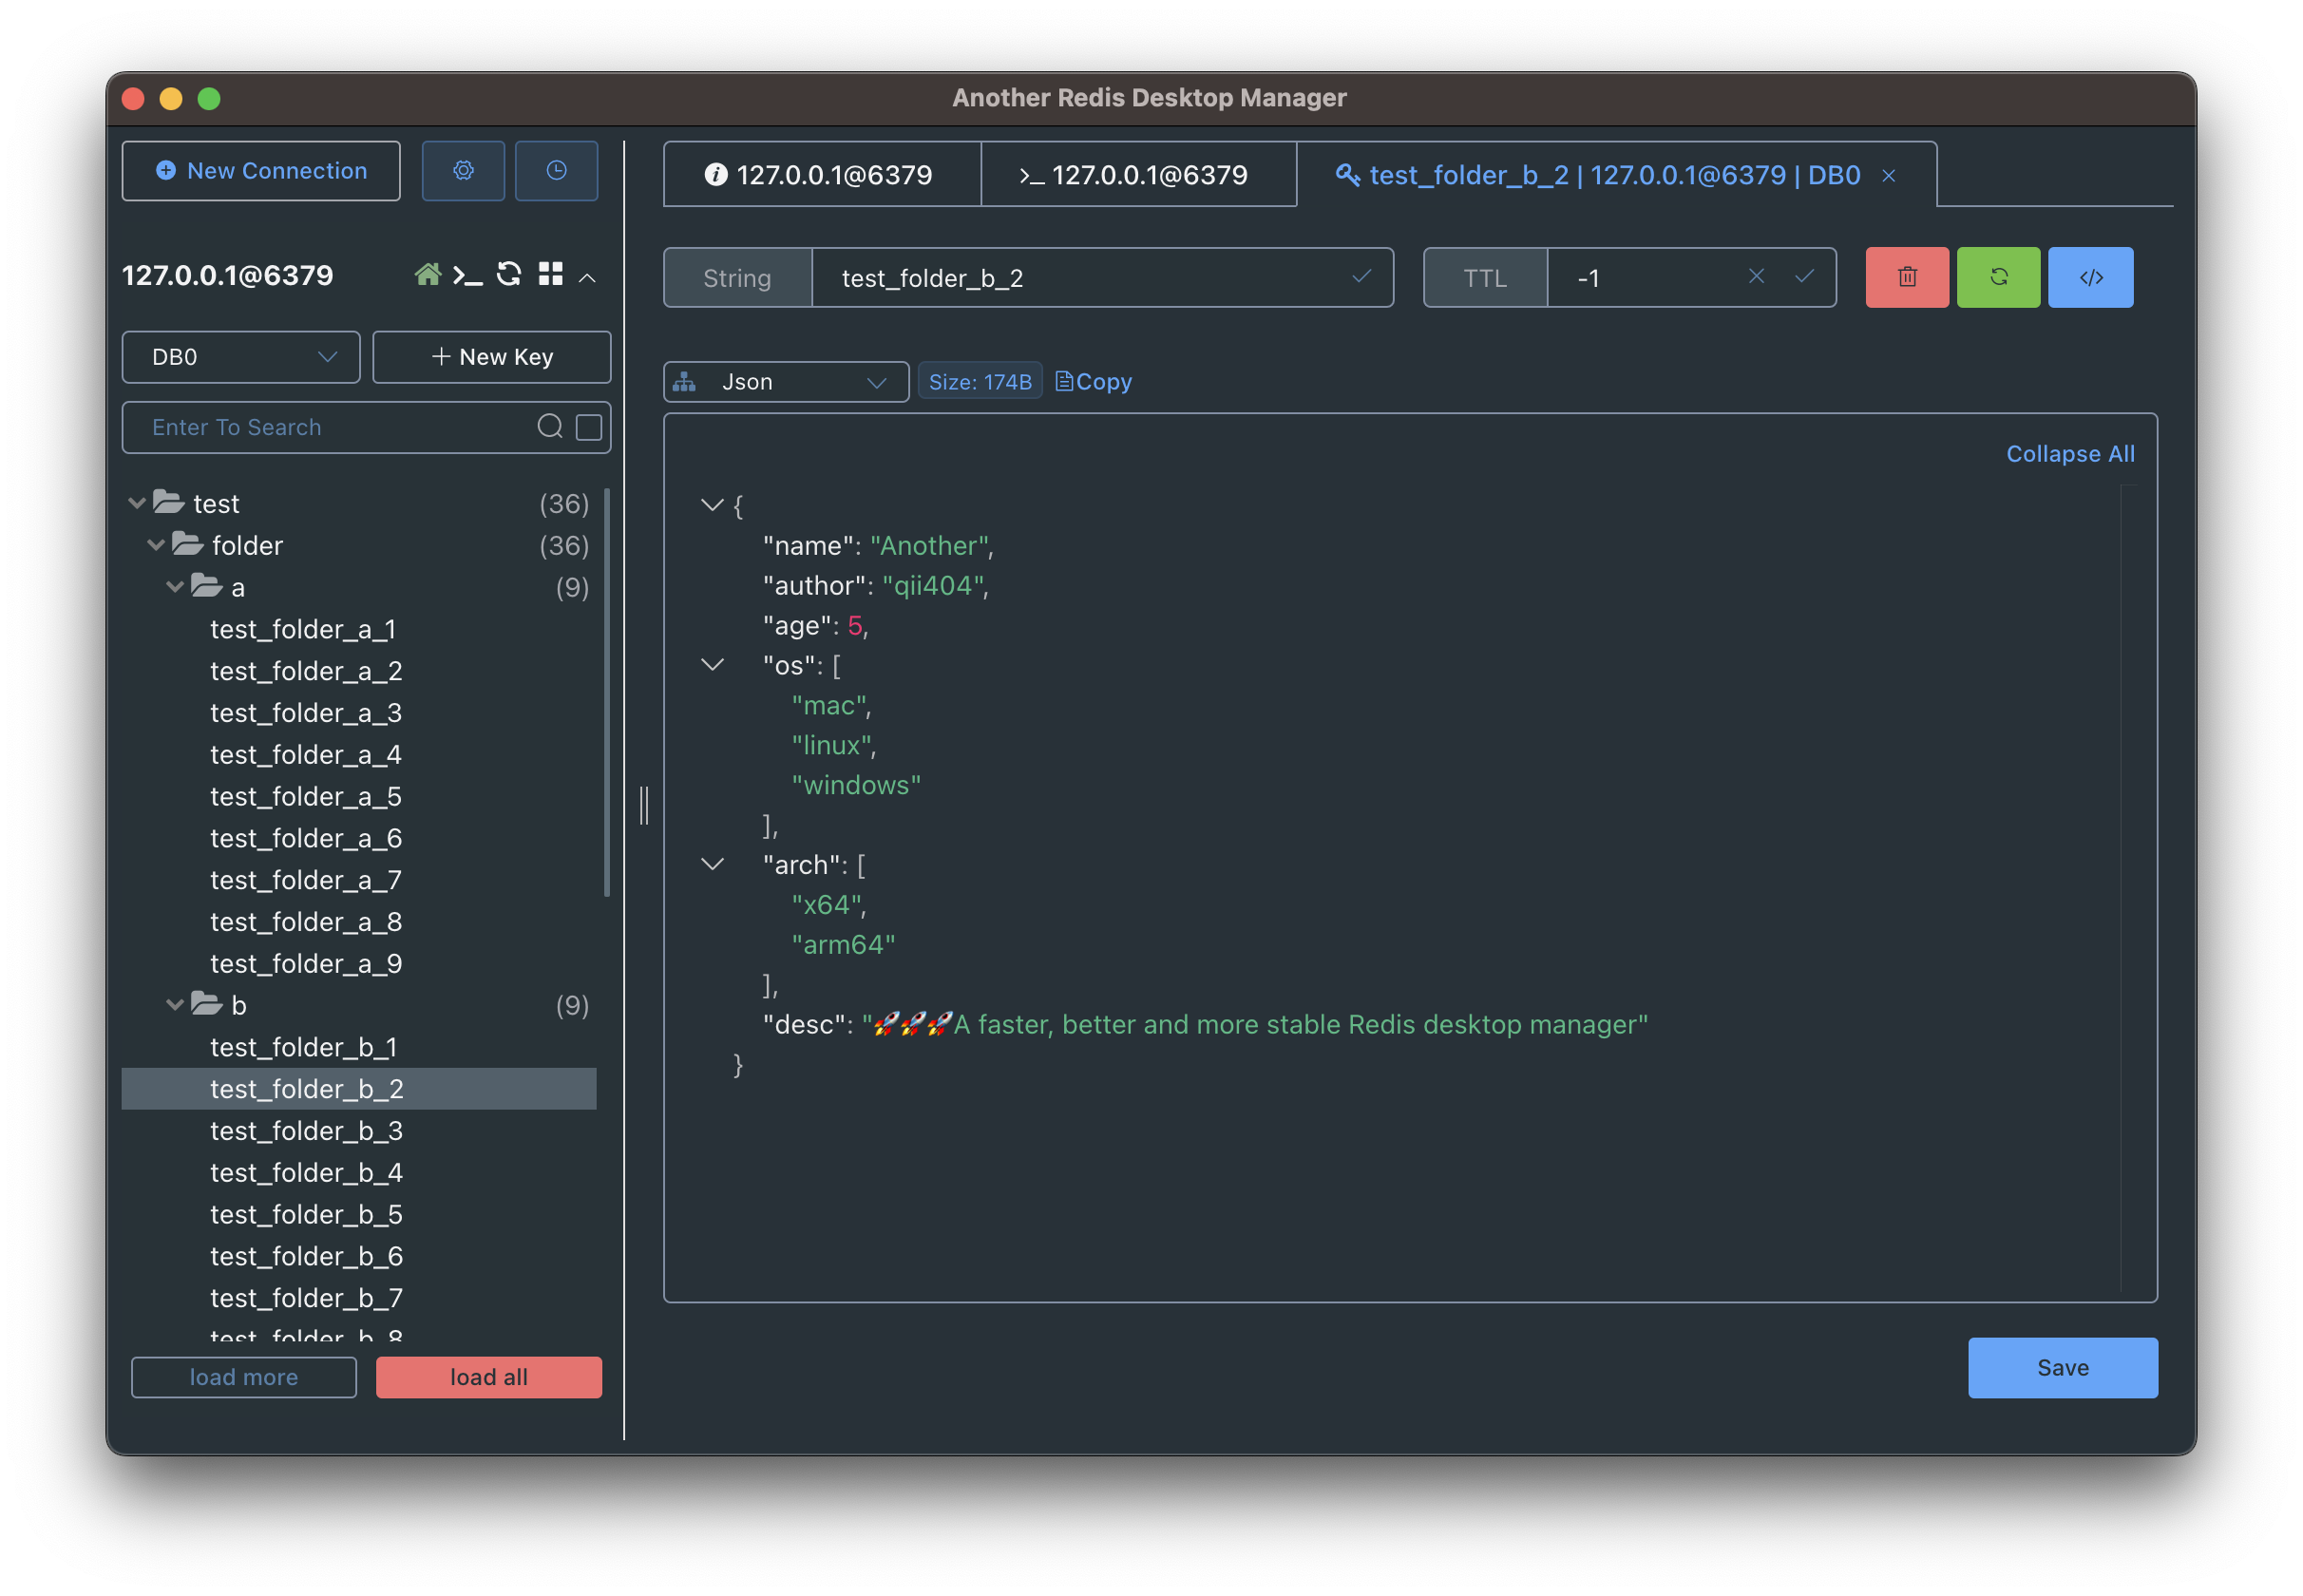 Another Redis Desktop Manager
New Connection
127.0.0.1@6379
DB0
New Key
Enter To Search
test (36)
folder (36)
a (9)
test_folder_a_1
test_folder_a_2
test_folder_a_3
test_folder_a_4
test_folder_a_5
test_folder_a_6
test_folder_a_7
test_folder_a_8
test_folder_a_9
b (9)
test_folder_b_1
test_folder_b_2
test_folder_b_3
test_folder_b_4
test_folder_b_5
test_folder_b_6
test_folder_b_7
test_folder_b_8
load more load all
127.0.0.1@6379 >_ 127.0.0.1@6379 test_folder_b_2 | 127.0.0.1@6379 | DB0
String test_folder_b_2 TTL -1 </>
Json Size: 174B Copy
Collapse All
{
"name": "Another",
"author": "qii404",
"age": 5,
"os": [
"mac",
"linux",
"windows"
],
"arch": [
"x64",
"arm64"
],
"desc": "🚀🚀🚀A faster, better and more stable Redis desktop manager"
}
Save